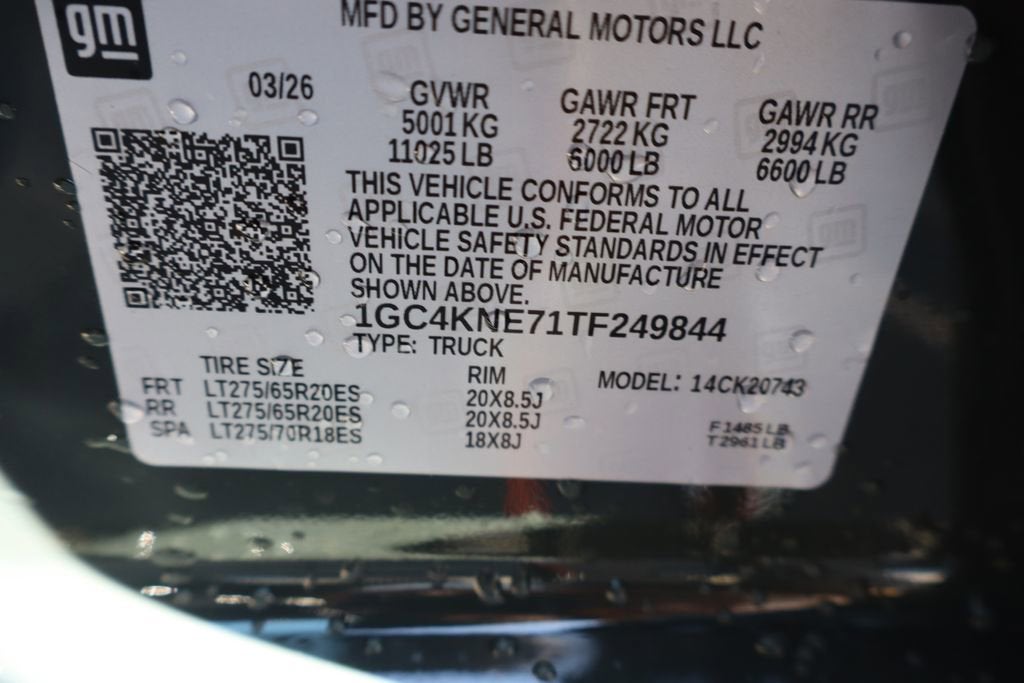 gm
MFD BY GENERAL MOTORS LLC
03/26
GVWR GAWR FRT GAWR RR
5001 KG 2722 KG 2994 KG
11025 LB 6000 LB 6600 LB
THIS VEHICLE CONFORMS TO ALL
APPLICABLE U.S. FEDERAL MOTOR
VEHICLE SAFETY STANDARDS IN EFFECT
ON THE DATE OF MANUFACTURE
SHOWN ABOVE.
1GC4KNE71TF249844
TYPE: TRUCK
TIRE SIZE RIM MODEL: 14CK20743
FRT LT275/65R20ES 20X8.5J
RR LT275/65R20ES 20X8.5J
SPA LT275/70R18ES 18X8J
F 1485 LB
T 2961 LB